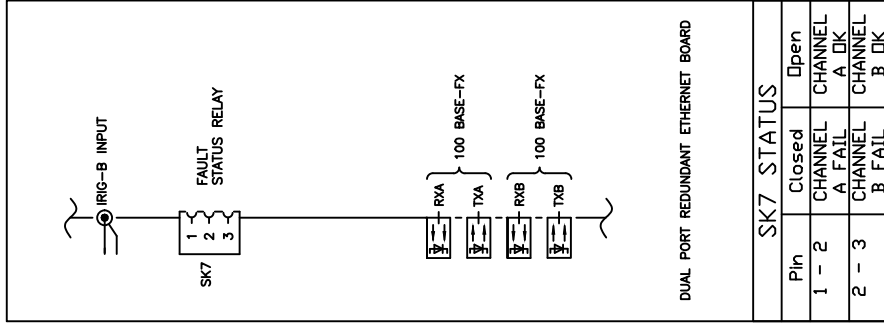 IRIG-B INPUT
1
2
3
SK7
FAULT
STATUS RELAY
RXA
TXA
100 BASE-FX
RXB
TXB
100 BASE-FX
DUAL PORT REDUNDANT ETHERNET BOARD
SK7 STATUS
Pin Closed Open
1 - 2 CHANNEL A FAIL CHANNEL A OK
2 - 3 CHANNEL B FAIL CHANNEL B OK